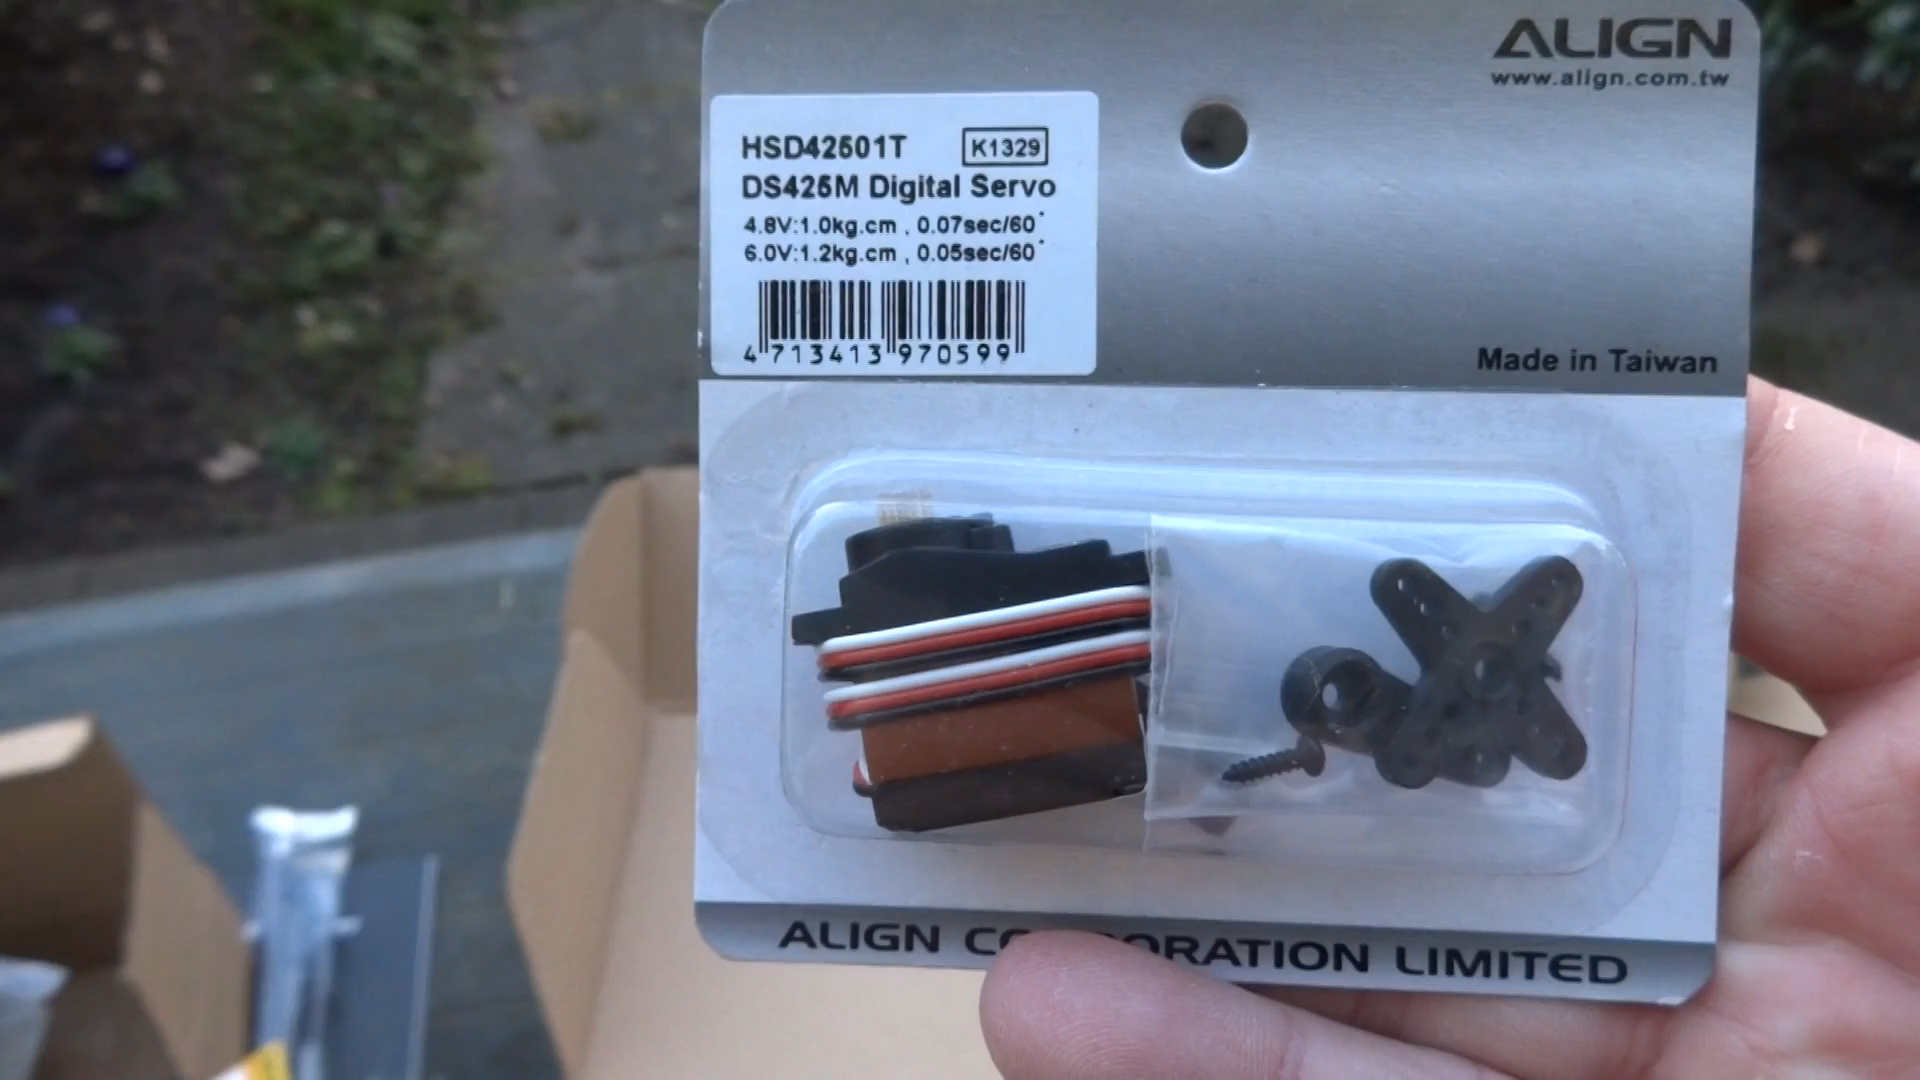 ALIGN
www.align.com.tw
HSD42501T K1329
DS425M Digital Servo
4.8V:1.0kg.cm , 0.07sec/60°
6.0V:1.2kg.cm , 0.05sec/60°
4 713413 970599
Made in Taiwan
ALIGN CORPORATION LIMITED